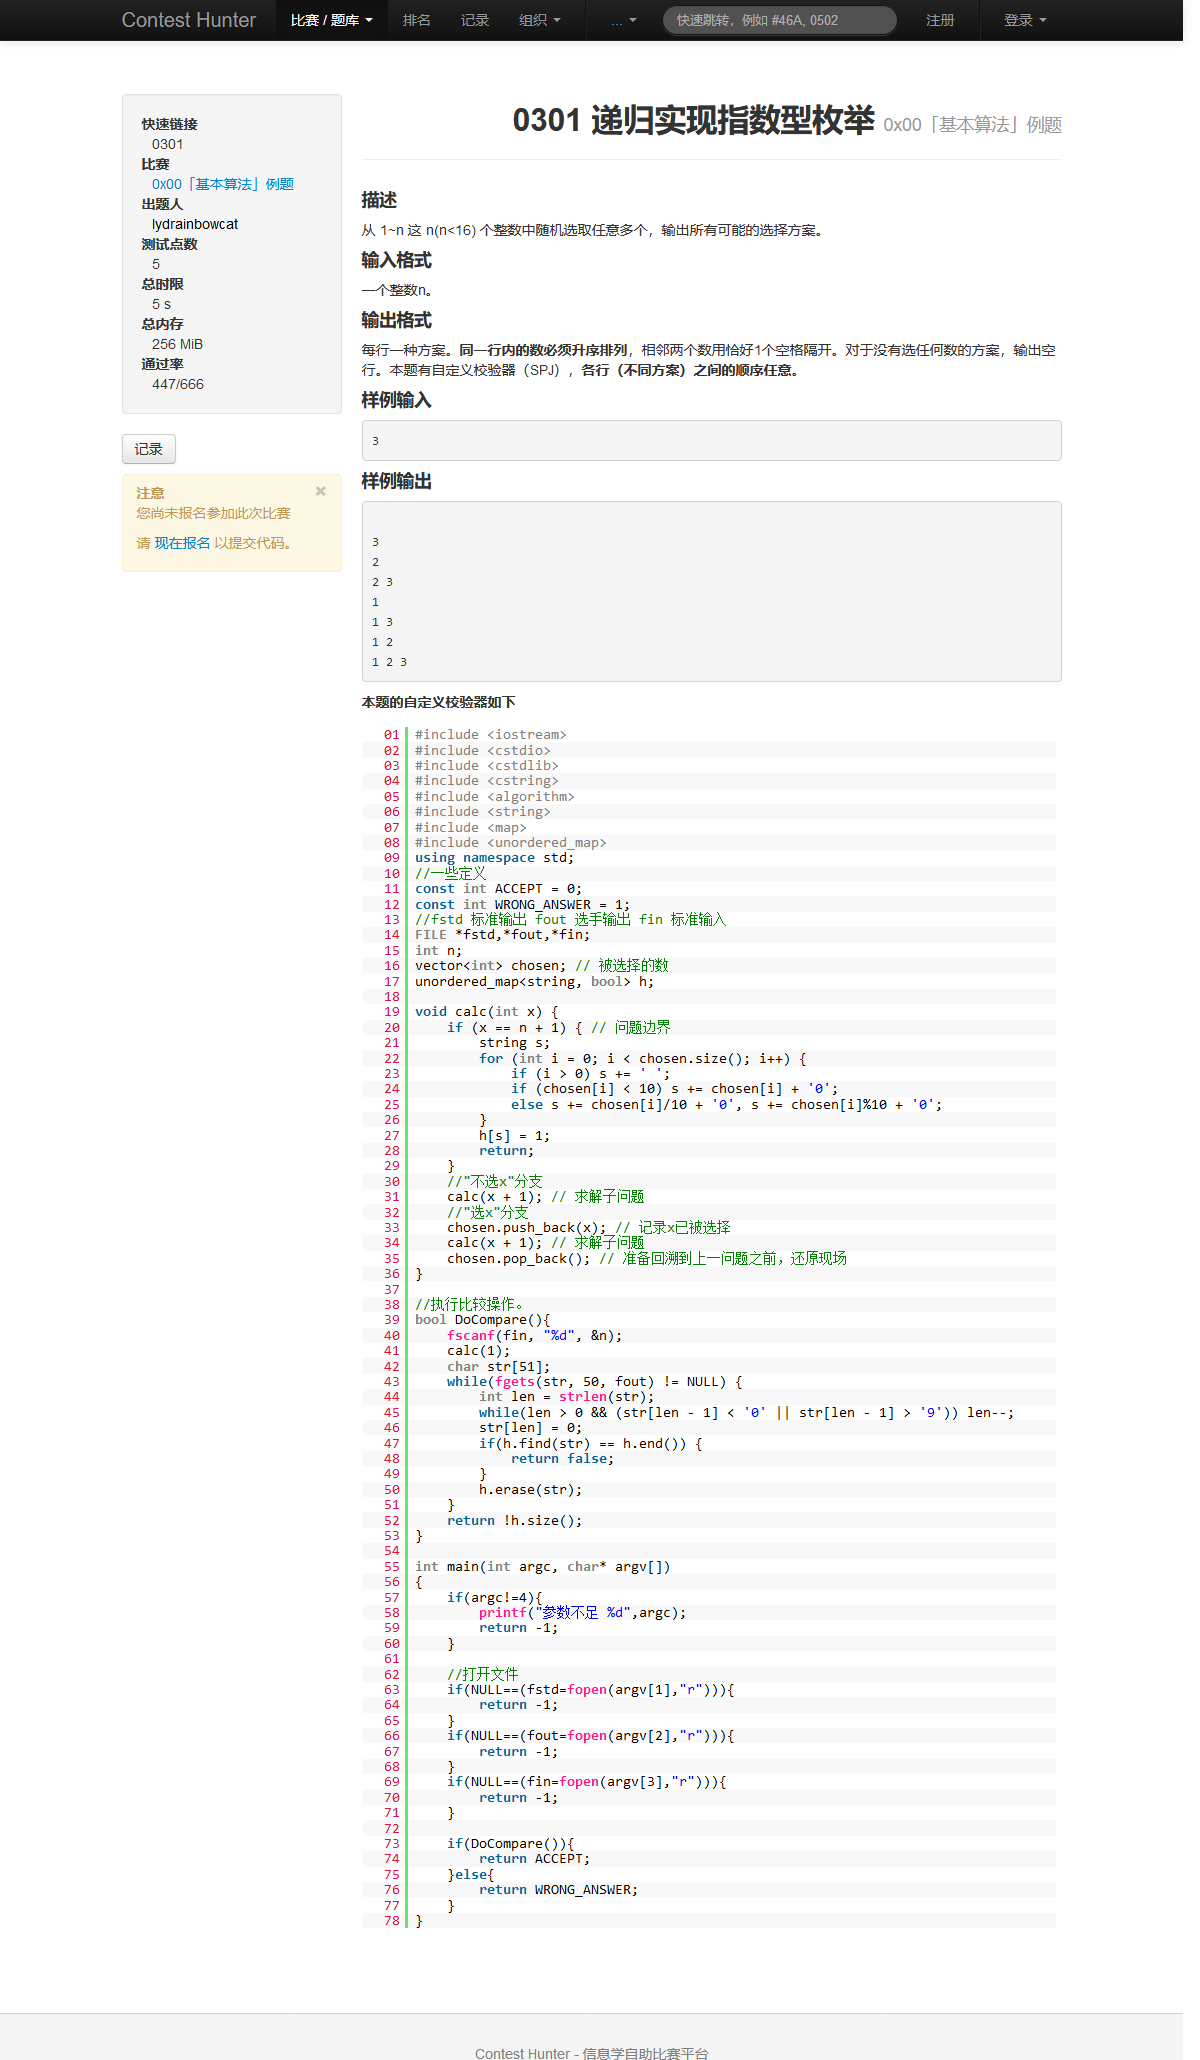 Contest Hunter 比赛 / 题库 排名 记录 组织 ... 快速跳转，例如 #46A, 0502 注册 登录
快速链接
0301
比赛
0x00「基本算法」例题
出题人
lydrainbowcat
测试点数
5
总时限
5 s
总内存
256 MiB
通过率
447/666
记录
注意 ×
您尚未报名参加此次比赛
请 现在报名 以提交代码。
0301 递归实现指数型枚举 0x00「基本算法」例题
描述
从 1~n 这 n(n<16) 个整数中随机选取任意多个，输出所有可能的选择方案。
输入格式
一个整数n。
输出格式
每行一种方案。同一行内的数必须升序排列，相邻两个数用恰好1个空格隔开。对于没有选任何数的方案，输出空
行。本题有自定义校验器（SPJ），各行（不同方案）之间的顺序任意。
样例输入
3
样例输出
3
2
2 3
1
1 3
1 2
1 2 3
本题的自定义校验器如下
01 #include <iostream>
02 #include <cstdio>
03 #include <cstdlib>
04 #include <cstring>
05 #include <algorithm>
06 #include <string>
07 #include <map>
08 #include <unordered_map>
09 using namespace std;
10 //一些定义
11 const int ACCEPT = 0;
12 const int WRONG_ANSWER = 1;
13 //fstd 标准输出 fout 选手输出 fin 标准输入
14 FILE *fstd,*fout,*fin;
15 int n;
16 vector<int> chosen; // 被选择的数
17 unordered_map<string, bool> h;
18
19 void calc(int x) {
20     if (x == n + 1) { // 问题边界
21         string s;
22         for (int i = 0; i < chosen.size(); i++) {
23             if (i > 0) s += ' ';
24             if (chosen[i] < 10) s += chosen[i] + '0';
25             else s += chosen[i]/10 + '0', s += chosen[i]%10 + '0';
26         }
27         h[s] = 1;
28         return;
29     }
30     //"不选x"分支
31     calc(x + 1); // 求解子问题
32     //"选x"分支
33     chosen.push_back(x); // 记录x已被选择
34     calc(x + 1); // 求解子问题
35     chosen.pop_back(); // 准备回溯到上一问题之前，还原现场
36 }
37
38 //执行比较操作。
39 bool DoCompare(){
40     fscanf(fin, "%d", &n);
41     calc(1);
42     char str[51];
43     while(fgets(str, 50, fout) != NULL) {
44         int len = strlen(str);
45         while(len > 0 && (str[len - 1] < '0' || str[len - 1] > '9')) len--;
46         str[len] = 0;
47         if(h.find(str) == h.end()) {
48             return false;
49         }
50         h.erase(str);
51     }
52     return !h.size();
53 }
54
55 int main(int argc, char* argv[])
56 {
57     if(argc!=4){
58         printf("参数不足 %d",argc);
59         return -1;
60     }
61
62     //打开文件
63     if(NULL==(fstd=fopen(argv[1],"r"))){
64         return -1;
65     }
66     if(NULL==(fout=fopen(argv[2],"r"))){
67         return -1;
68     }
69     if(NULL==(fin=fopen(argv[3],"r"))){
70         return -1;
71     }
72
73     if(DoCompare()){
74         return ACCEPT;
75     }else{
76         return WRONG_ANSWER;
77     }
78 }
Contest Hunter - 信息学自助比赛平台